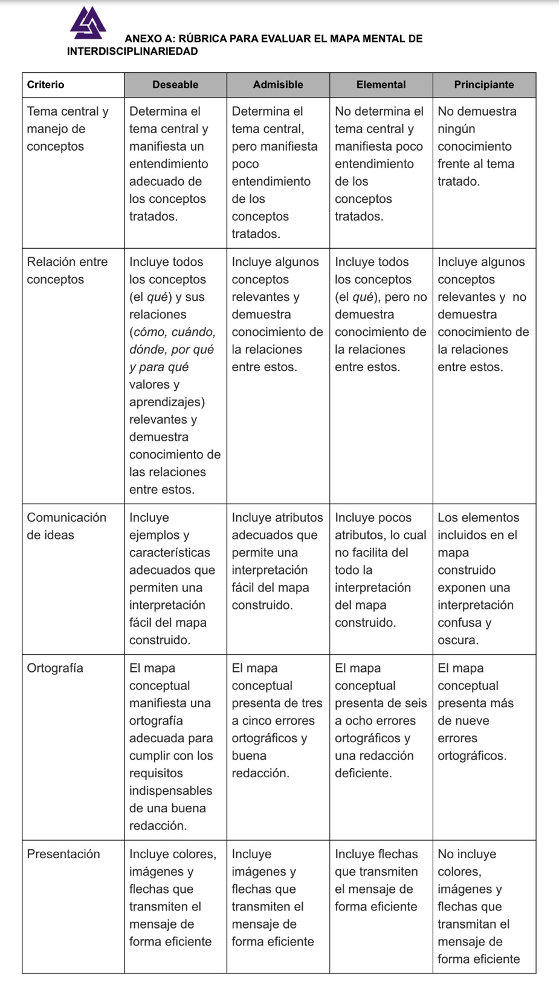 ANEXO A: RÚBRICA PARA EVALUAR EL MAPA MENTAL DE
INTERDISCIPLINARIEDAD
Criterio
Deseable
Admisible
Elemental
Principiante
Tema central y
manejo de
conceptos
Determina el
tema central y
manifiesta un
entendimiento
adecuado de
los conceptos
tratados.
Determina el
tema central,
pero manifiesta
poco
entendimiento
de los
conceptos
tratados.
No determina el
tema central y
manifiesta poco
entendimiento
de los
conceptos
tratados.
No demuestra
ningún
conocimiento
frente al tema
tratado.
Relación entre
conceptos
Incluye todos
los conceptos
(el qué) y sus
relaciones
(cómo, cuándo,
dónde, por qué
y para qué
valores y
aprendizajes)
relevantes y
demuestra
conocimiento de
las relaciones
entre estos.
Incluye algunos
conceptos
relevantes y
demuestra
conocimiento de
la relaciones
entre estos.
Incluye todos
los conceptos
(el qué), pero no
demuestra
conocimiento de
la relaciones
entre estos.
Incluye algunos
conceptos
relevantes y no
demuestra
conocimiento de
la relaciones
entre estos.
Comunicación
de ideas
Incluye
ejemplos y
características
adecuados que
permiten una
interpretación
fácil del mapa
construido.
Incluye atributos
adecuados que
permite una
interpretación
fácil del mapa
construido.
Incluye pocos
atributos, lo cual
no facilita del
todo la
interpretación
del mapa
construido.
Los elementos
incluidos en el
mapa
construido
exponen una
interpretación
confusa y
oscura.
Ortografía
El mapa
conceptual
manifiesta una
ortografía
adecuada para
cumplir con los
requisitos
indispensables
de una buena
redacción.
El mapa
conceptual
presenta de tres
a cinco errores
ortográficos y
buena
redacción.
El mapa
conceptual
presenta de seis
a ocho errores
ortográficos y
una redacción
deficiente.
El mapa
conceptual
presenta más
de nueve
errores
ortográficos.
Presentación
Incluye colores,
imágenes y
flechas que
transmiten el
mensaje de
forma eficiente
Incluye
imágenes y
flechas que
transmiten el
mensaje de
forma eficiente
Incluye flechas
que transmiten
el mensaje de
forma eficiente
No incluye
colores,
imágenes y
flechas que
transmitan el
mensaje de
forma eficiente